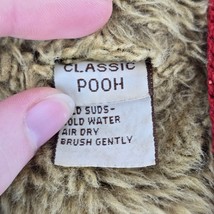 CLASSIC
POOH
SUDS-
COLD WATER
AIR DRY
BRUSH GENTLY